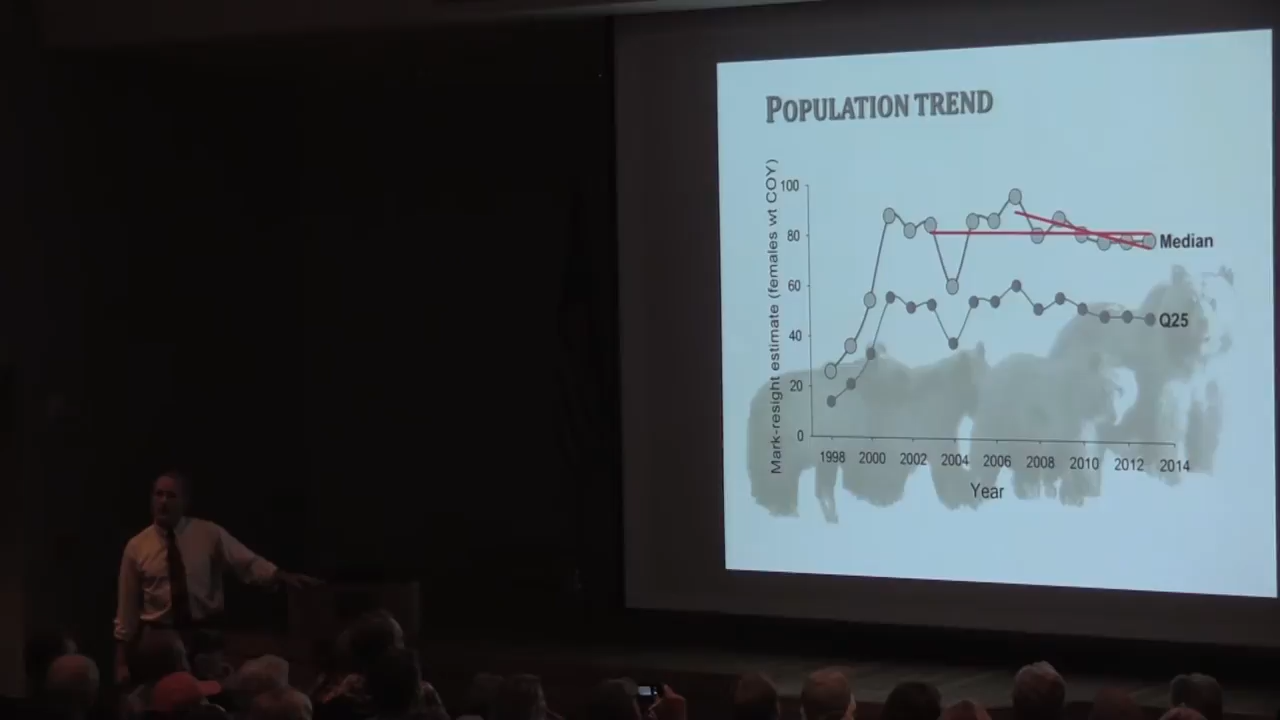 POPULATION TREND
Mark-resight estimate (females wt COY)
100
80
60
40
20
0
Median
Q25
1998 2000 2002 2004 2006 2008 2010 2012 2014
Year